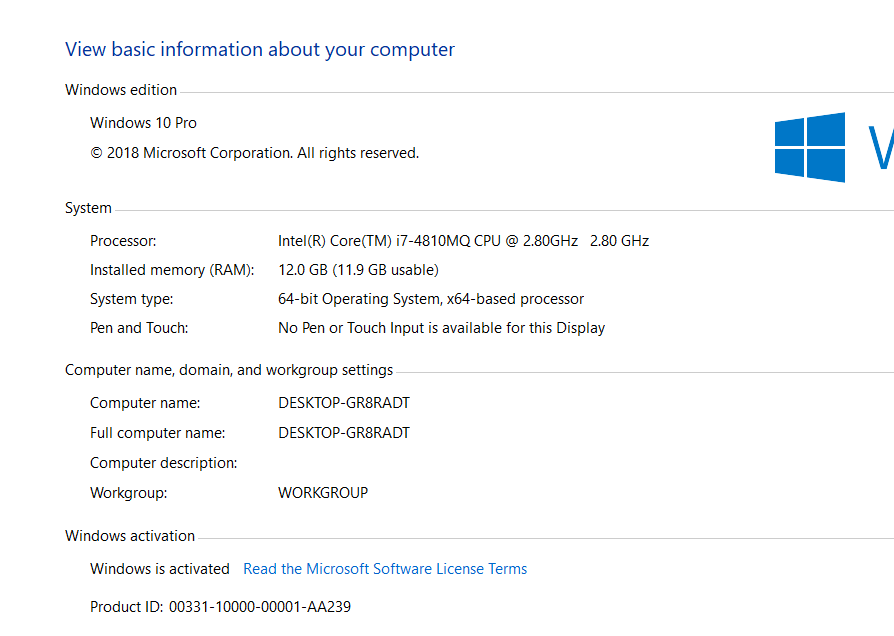 View basic information about your computer
Windows edition
Windows 10 Pro
© 2018 Microsoft Corporation. All rights reserved.
W
System
Processor: Intel(R) Core(TM) i7-4810MQ CPU @ 2.80GHz 2.80 GHz
Installed memory (RAM): 12.0 GB (11.9 GB usable)
System type: 64-bit Operating System, x64-based processor
Pen and Touch: No Pen or Touch Input is available for this Display
Computer name, domain, and workgroup settings
Computer name: DESKTOP-GR8RADT
Full computer name: DESKTOP-GR8RADT
Computer description:
Workgroup: WORKGROUP
Windows activation
Windows is activated Read the Microsoft Software License Terms
Product ID: 00331-10000-00001-AA239